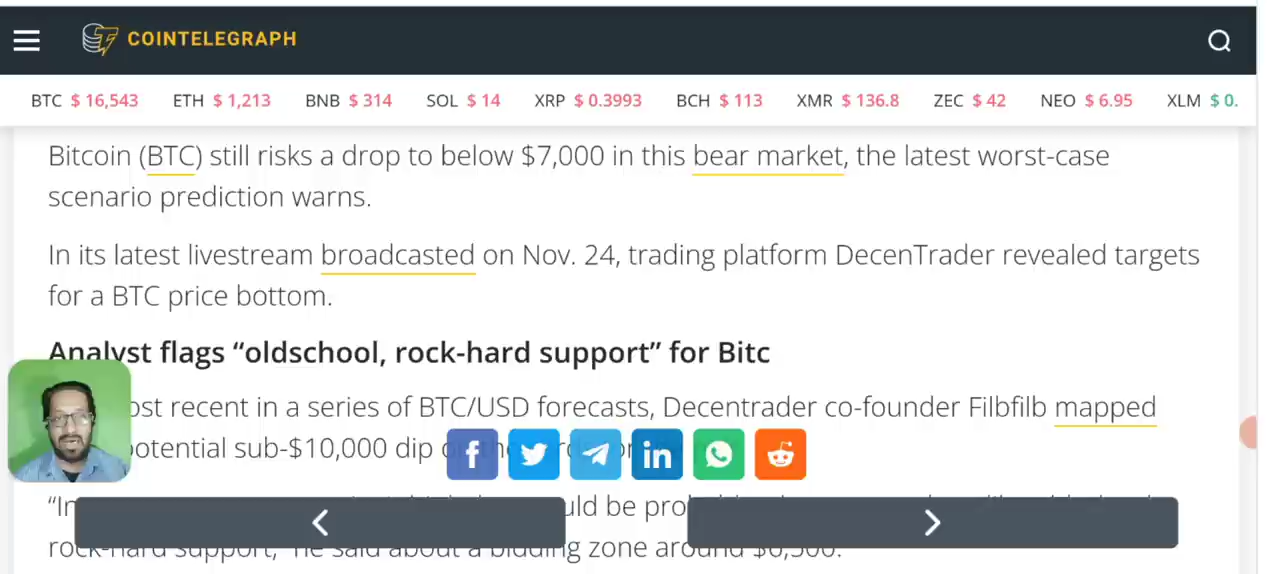 COINTELEGRAPH
BTC $ 16,543 ETH $ 1,213 BNB $ 314 SOL $ 14 XRP $ 0.3993 BCH $ 113 XMR $ 136.8 ZEC $ 42 NEO $ 6.95 XLM $ 0.
Bitcoin (BTC) still risks a drop to below $7,000 in this bear market, the latest worst-case
scenario prediction warns.
In its latest livestream broadcasted on Nov. 24, trading platform DecenTrader revealed targets
for a BTC price bottom.
Analyst flags “oldschool, rock-hard support” for Bitc
ost recent in a series of BTC/USD forecasts, Decentrader co-founder Filbfilb mapped
otential sub-$10,000 dip
“In uld be pro
rock-hard support,” he said about a bidding zone around $6,500.